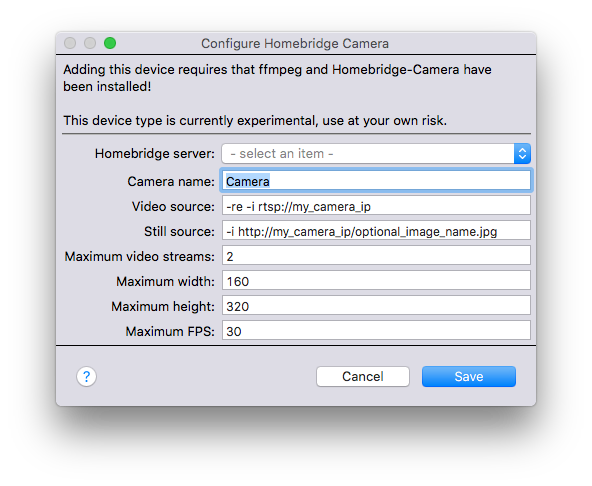 Configure Homebridge Camera
Adding this device requires that ffmpeg and Homebridge-Camera have
been installed!
This device type is currently experimental, use at your own risk.
Homebridge server: - select an item -
Camera name: Camera
Video source: -re -i rtsp://my_camera_ip
Still source: -i http://my_camera_ip/optional_image_name.jpg
Maximum video streams: 2
Maximum width: 160
Maximum height: 320
Maximum FPS: 30
? Cancel Save